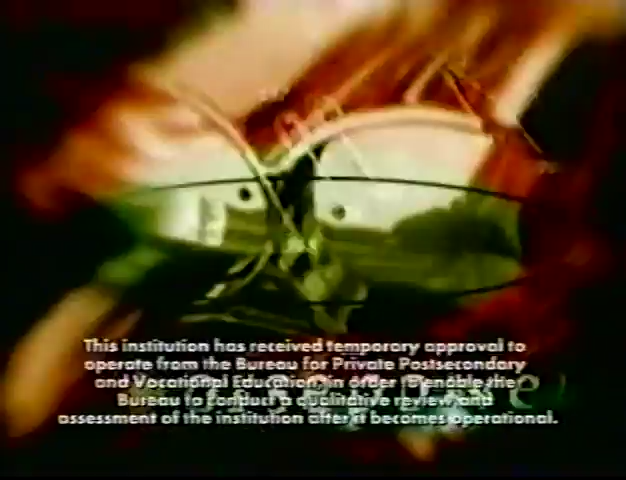 This institution has received temporary approval to
operate from the Bureau for Private Postsecondary
and Vocational Education, in order to enable the
Bureau to conduct a qualitative review and
assessment of the institution after it becomes operational.